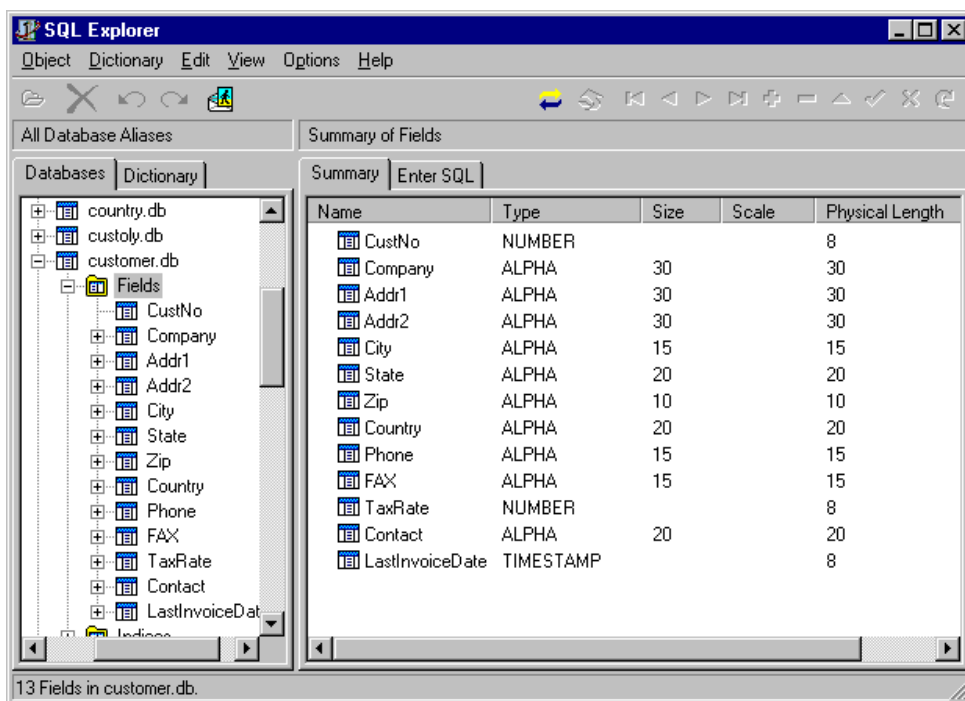 SQL Explorer
Object Dictionary Edit View Options Help
All Database Aliases
Summary of Fields
Databases Dictionary
Summary Enter SQL
country.db
custoly.db
customer.db
Fields
CustNo
Company
Addr1
Addr2
City
State
Zip
Country
Phone
FAX
TaxRate
Contact
LastInvoiceDat
Indices
Name Type Size Scale Physical Length
CustNo NUMBER 8
Company ALPHA 30 30
Addr1 ALPHA 30 30
Addr2 ALPHA 30 30
City ALPHA 15 15
State ALPHA 20 20
Zip ALPHA 10 10
Country ALPHA 20 20
Phone ALPHA 15 15
FAX ALPHA 15 15
TaxRate NUMBER 8
Contact ALPHA 20 20
LastInvoiceDate TIMESTAMP 8
13 Fields in customer.db.